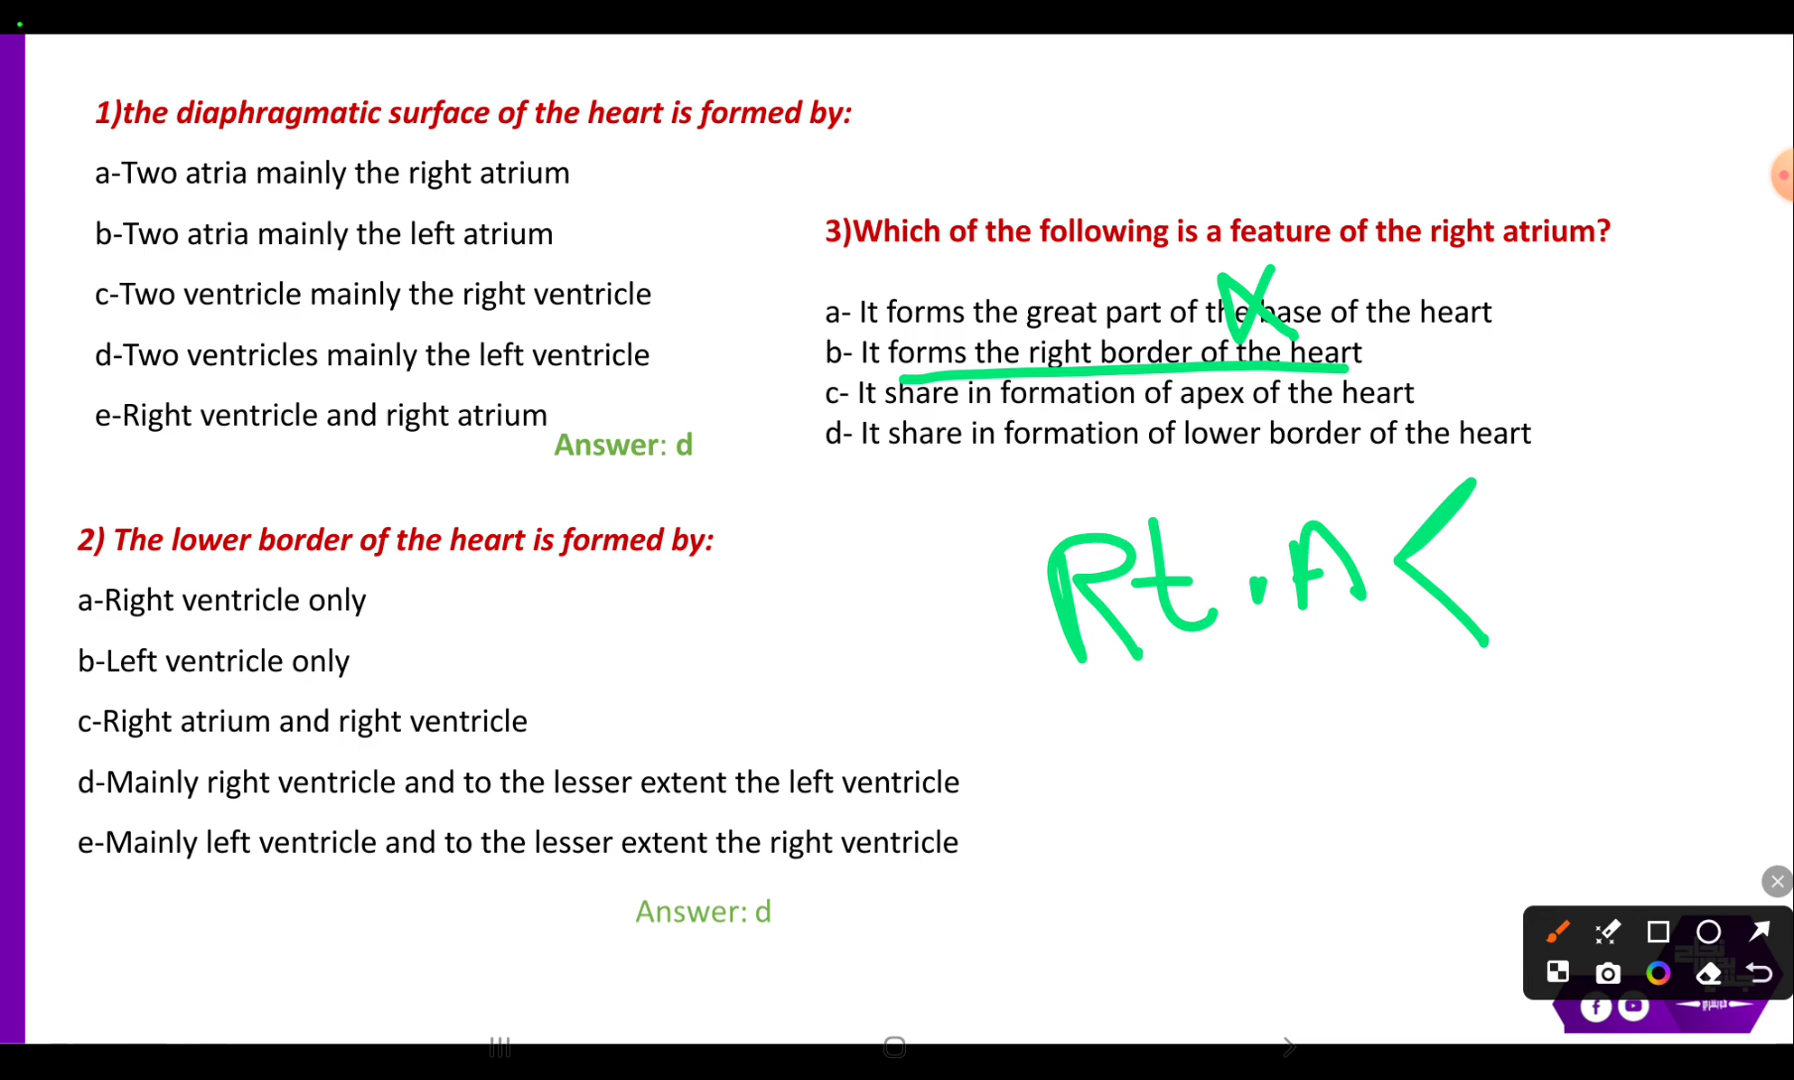 1)the diaphragmatic surface of the heart is formed by:
a-Two atria mainly the right atrium
b-Two atria mainly the left atrium
c-Two ventricle mainly the right ventricle
d-Two ventricles mainly the left ventricle
e-Right ventricle and right atrium
Answer: d
2) The lower border of the heart is formed by:
a-Right ventricle only
b-Left ventricle only
c-Right atrium and right ventricle
d-Mainly right ventricle and to the lesser extent the left ventricle
e-Mainly left ventricle and to the lesser extent the right ventricle
Answer: d
3)Which of the following is a feature of the right atrium?
a- It forms the great part of the base of the heart
b- It forms the right border of the heart
c- It share in formation of apex of the heart
d- It share in formation of lower border of the heart
Rt. A